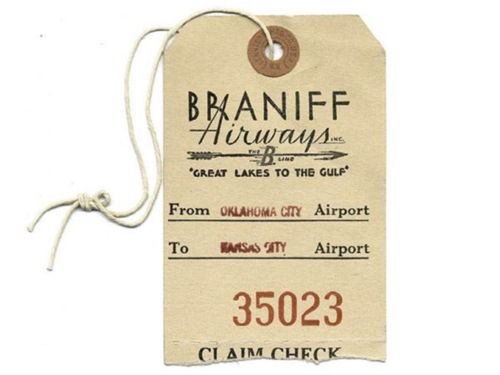 BRANIFF
Airways INC.
THE B LINE
"GREAT LAKES TO THE GULF"
From OKLAHOMA CITY Airport
To KANSAS CITY Airport
35023
CLAIM CHECK